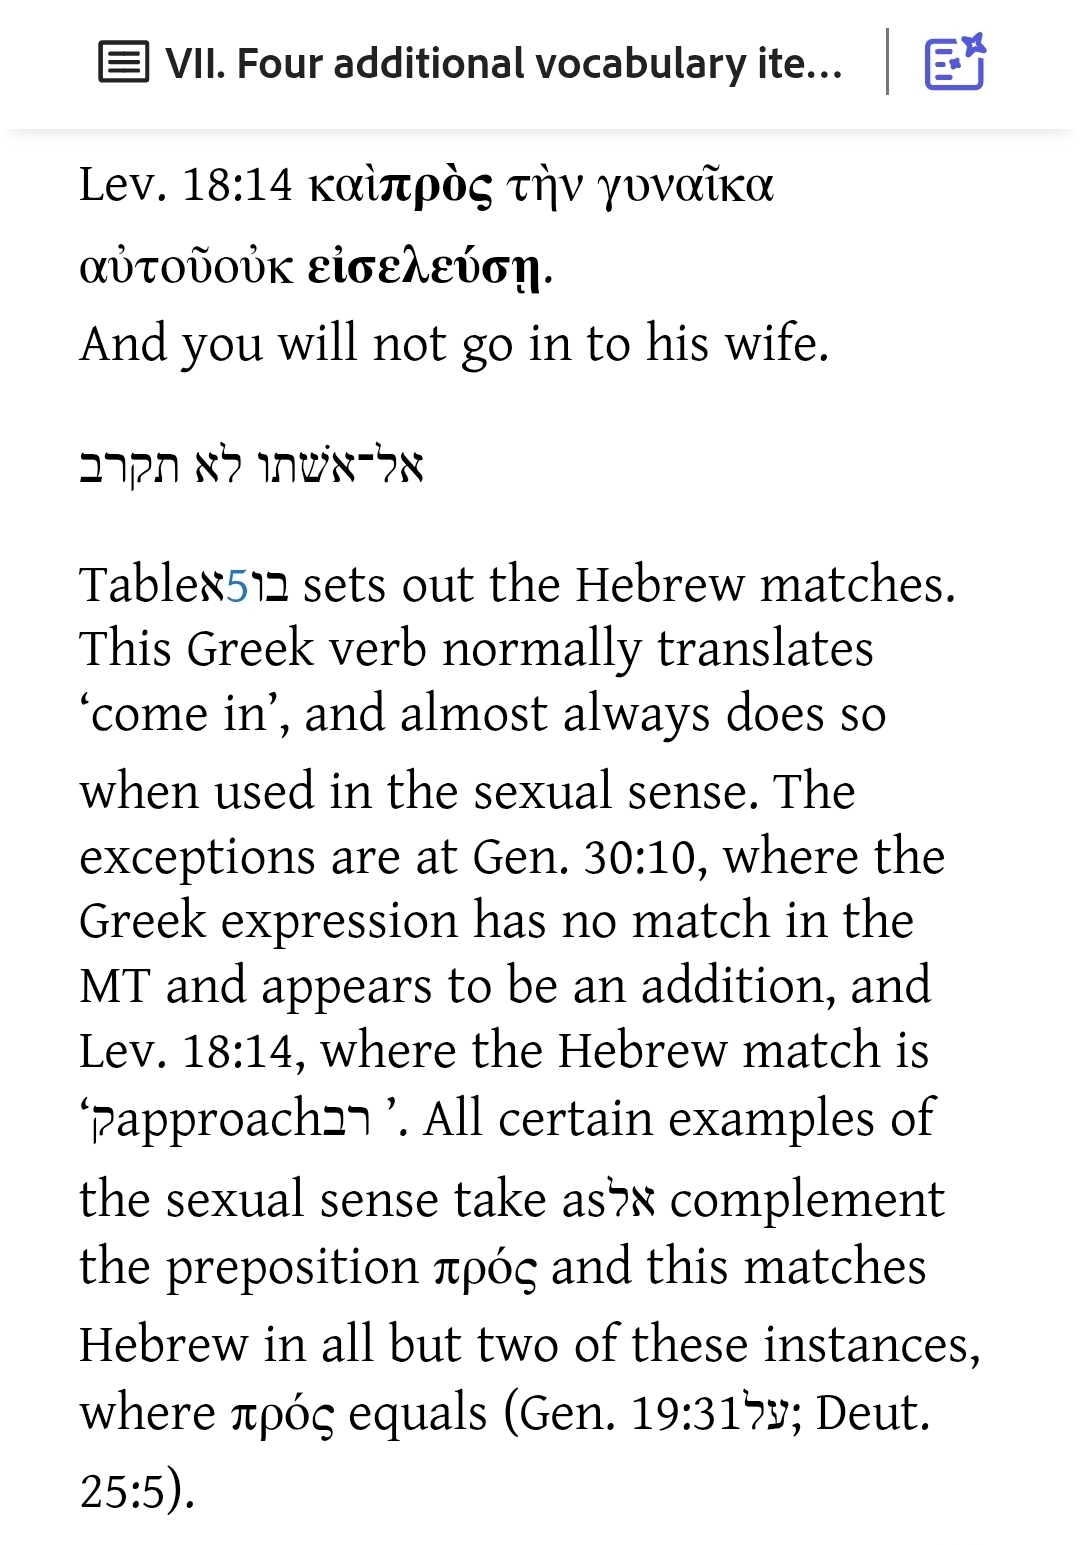 VII. Four additional vocabulary ite...
Lev. 18:14 καὶπρὸς τὴν γυναῖκα
αὐτοῦοὐκ εἰσελεύσῃ.
And you will not go in to his wife.
אל־אשׁתו לא תקרב
Tableא5בו sets out the Hebrew matches.
This Greek verb normally translates
‘come in’, and almost always does so
when used in the sexual sense. The
exceptions are at Gen. 30:10, where the
Greek expression has no match in the
MT and appears to be an addition, and
Lev. 18:14, where the Hebrew match is
‘קapproachרב ’. All certain examples of
the sexual sense take asאל complement
the preposition πρός and this matches
Hebrew in all but two of these instances,
where πρός equals (Gen. 19:31על; Deut.
25:5).